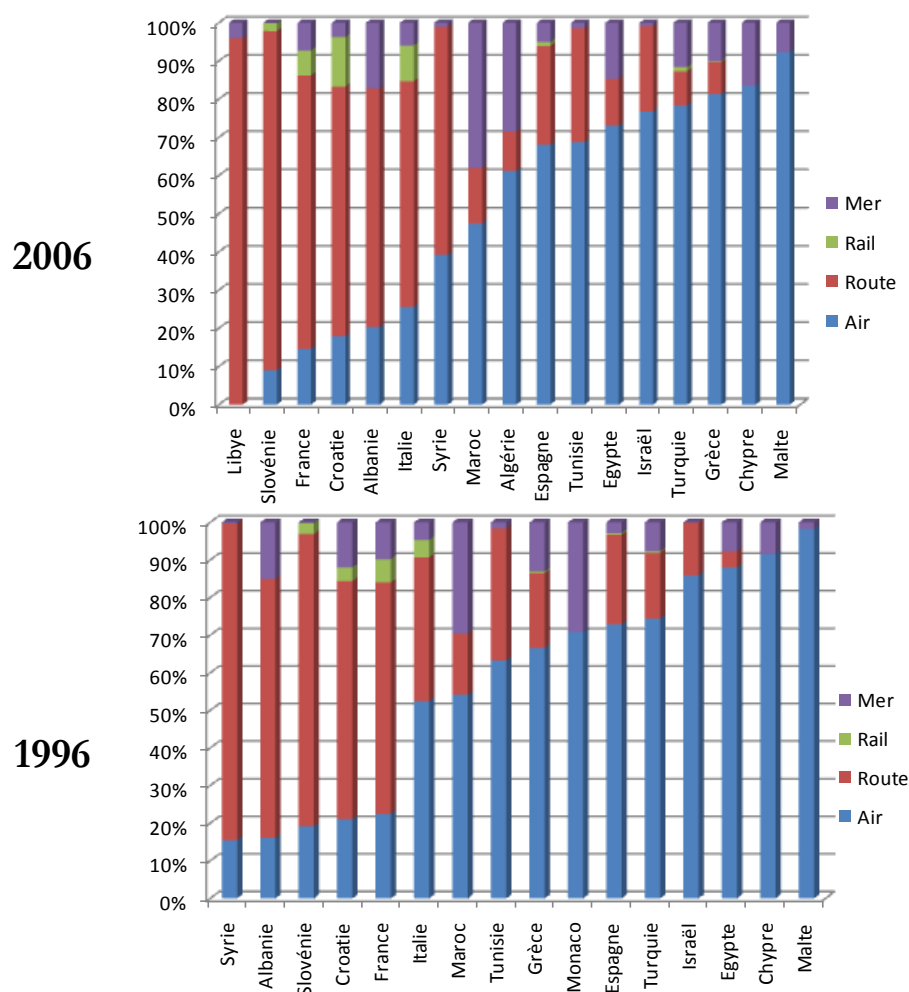 2006
100%
90%
80%
70%
60%
50%
40%
30%
20%
10%
0%
Libye
Slovénie
France
Croatie
Albanie
Italie
Syrie
Maroc
Algérie
Espagne
Tunisie
Egypte
Israël
Turquie
Grèce
Chypre
Malte
Mer
Rail
Route
Air
1996
100%
90%
80%
70%
60%
50%
40%
30%
20%
10%
0%
Syrie
Albanie
Slovénie
Croatie
France
Italie
Maroc
Tunisie
Grèce
Monaco
Espagne
Turquie
Israël
Egypte
Chypre
Malte
Mer
Rail
Route
Air